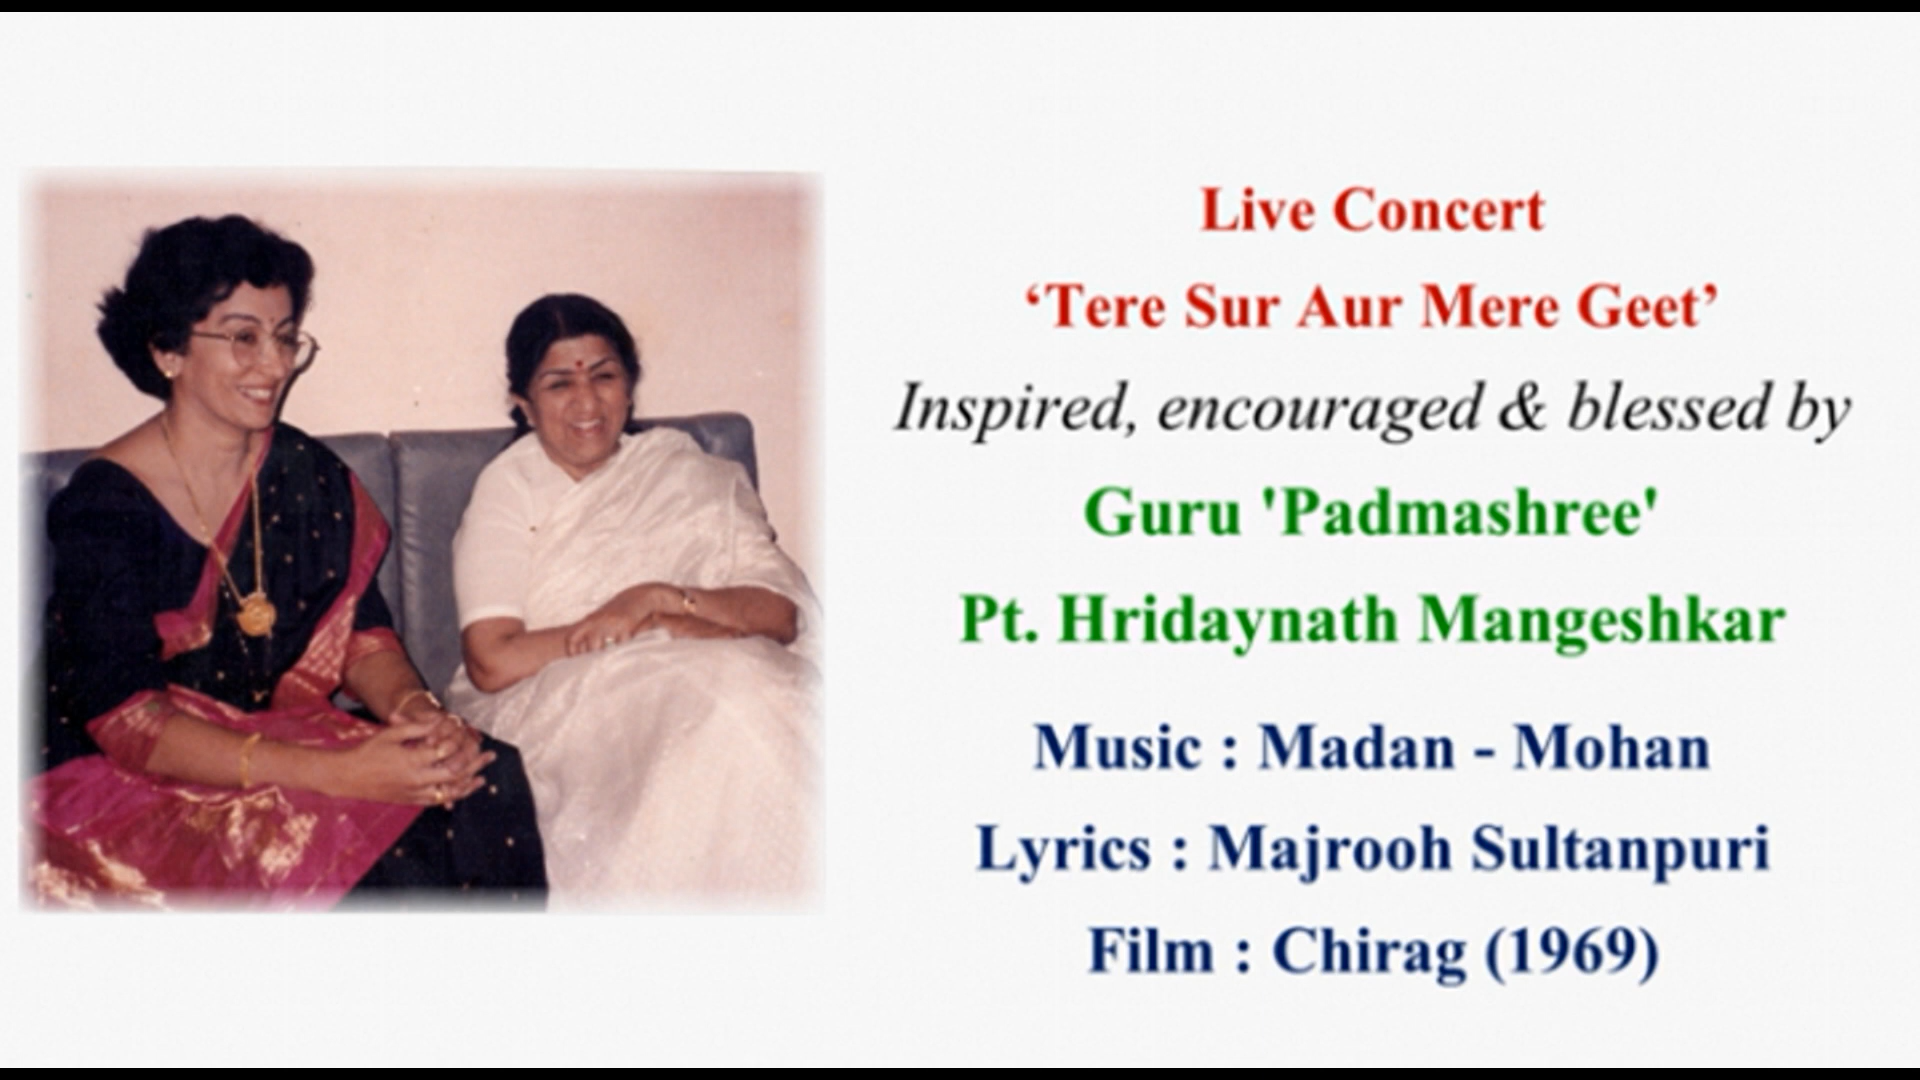 Live Concert
‘Tere Sur Aur Mere Geet’
Inspired, encouraged & blessed by
Guru 'Padmashree'
Pt. Hridaynath Mangeshkar
Music : Madan - Mohan
Lyrics : Majrooh Sultanpuri
Film : Chirag (1969)